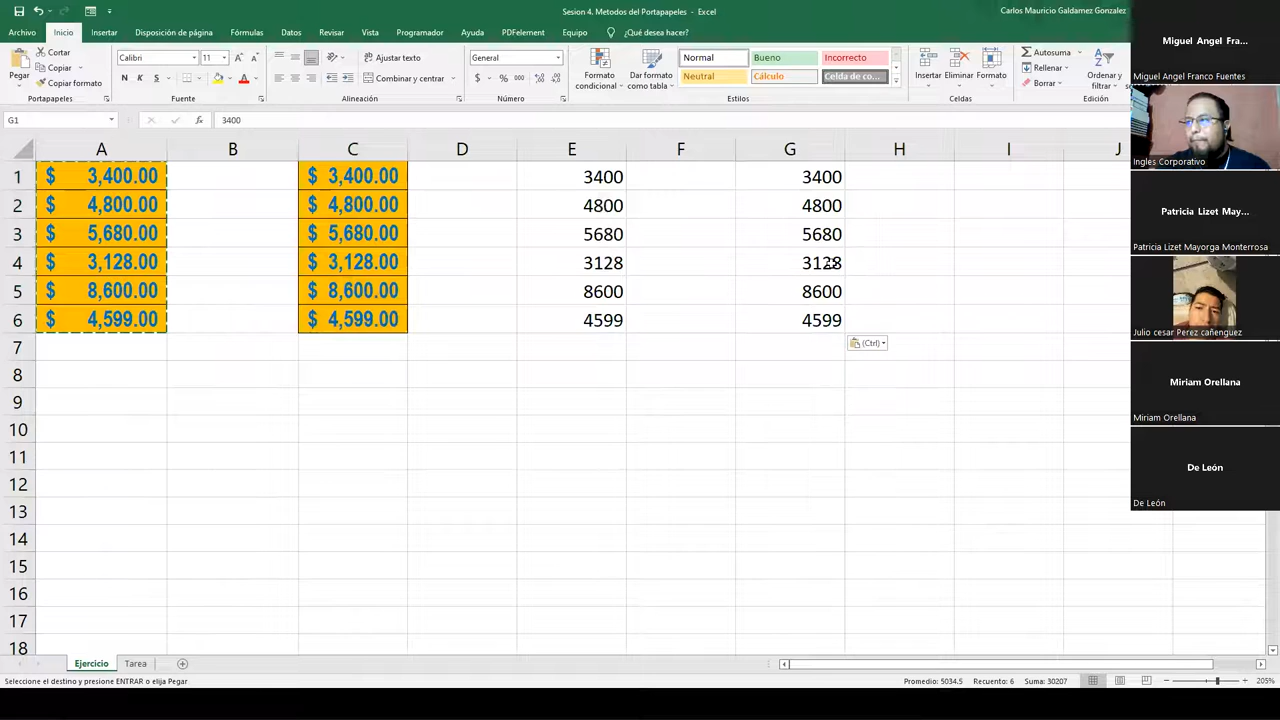 Sesion 4. Metodos del Portapapeles - Excel
Carlos Mauricio Galdamez Gonzalez
Archivo Inicio Insertar Disposición de página Fórmulas Datos Revisar Vista Programador Ayuda PDFelement Equipo ¿Qué desea hacer?
Pegar
Cortar
Copiar
Copiar formato
Portapapeles
Calibri 11
N K S
Fuente
Ajustar texto
Combinar y centrar
Alineación
General
$ % 000
Número
Formato condicional
Dar formato como tabla
Normal Bueno Incorrecto
Neutral Cálculo Celda de co...
Estilos
Insertar Eliminar Formato
Celdas
Autosuma
Rellenar
Borrar
Ordenar y filtrar
Edición
G1 fx 3400
A B C D E F G H I J
1 $ 3,400.00 $ 3,400.00 3400 3400
2 $ 4,800.00 $ 4,800.00 4800 4800
3 $ 5,680.00 $ 5,680.00 5680 5680
4 $ 3,128.00 $ 3,128.00 3128 3128
5 $ 8,600.00 $ 8,600.00 8600 8600
6 $ 4,599.00 $ 4,599.00 4599 4599
7 (Ctrl)
8
9
10
11
12
13
14
15
16
17
18
Ejercicio Tarea
Seleccione el destino y presione ENTRAR o elija Pegar
Promedio: 5034.5 Recuento: 6 Suma: 30207
205%
Miguel Angel Fra...
Miguel Angel Franco Fuentes
Ingles Corporativo
Patricia Lizet May...
Patricia Lizet Mayorga Monterrosa
Julio cesar Perez cañenguez
Miriam Orellana
Miriam Orellana
De León
De León